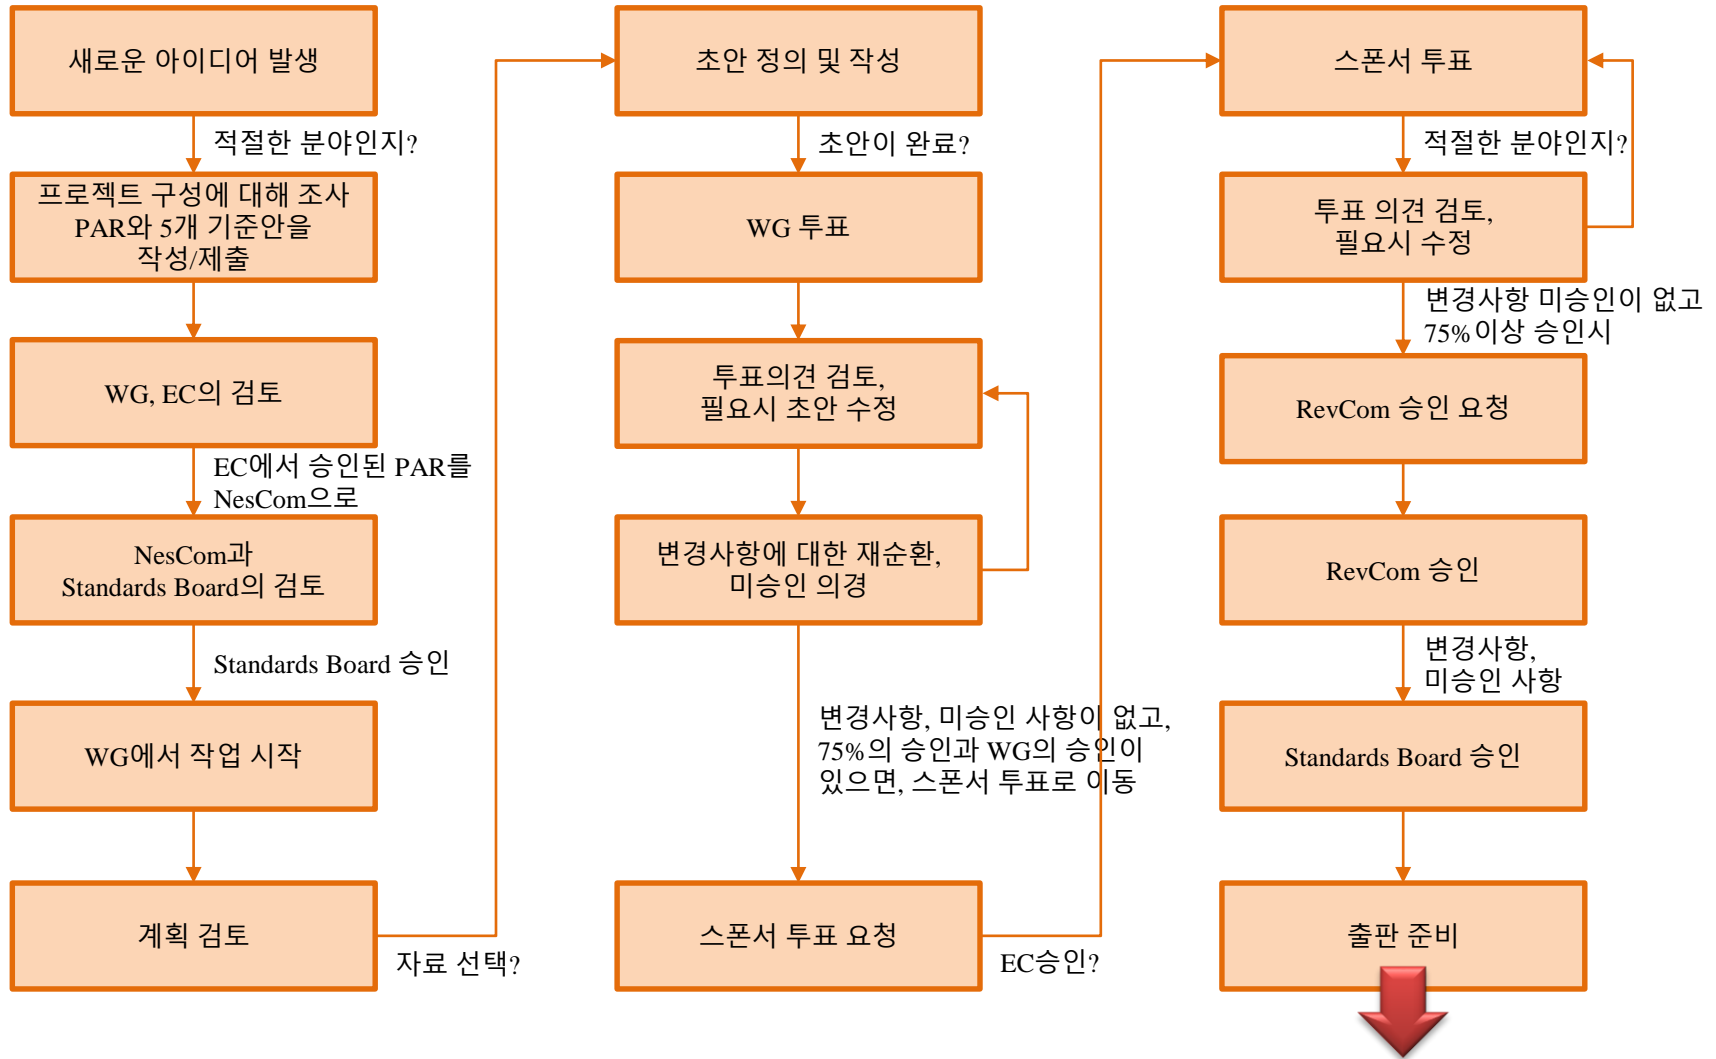 새로운 아이디어 발생
적절한 분야인지?
프로젝트 구성에 대해 조사
PAR와 5개 기준안을
작성/제출
WG, EC의 검토
EC에서 승인된 PAR를
NesCom으로
NesCom과
Standards Board의 검토
Standards Board 승인
WG에서 작업 시작
계획 검토
자료 선택?
초안 정의 및 작성
초안이 완료?
WG 투표
투표의견 검토,
필요시 초안 수정
변경사항에 대한 재순환,
미승인 의경
변경사항, 미승인 사항이 없고,
75%의 승인과 WG의 승인이
있으면, 스폰서 투표로 이동
스폰서 투표 요청
EC승인?
스폰서 투표
적절한 분야인지?
투표 의견 검토,
필요시 수정
변경사항 미승인이 없고
75%이상 승인시
RevCom 승인 요청
RevCom 승인
변경사항,
미승인 사항
Standards Board 승인
출판 준비